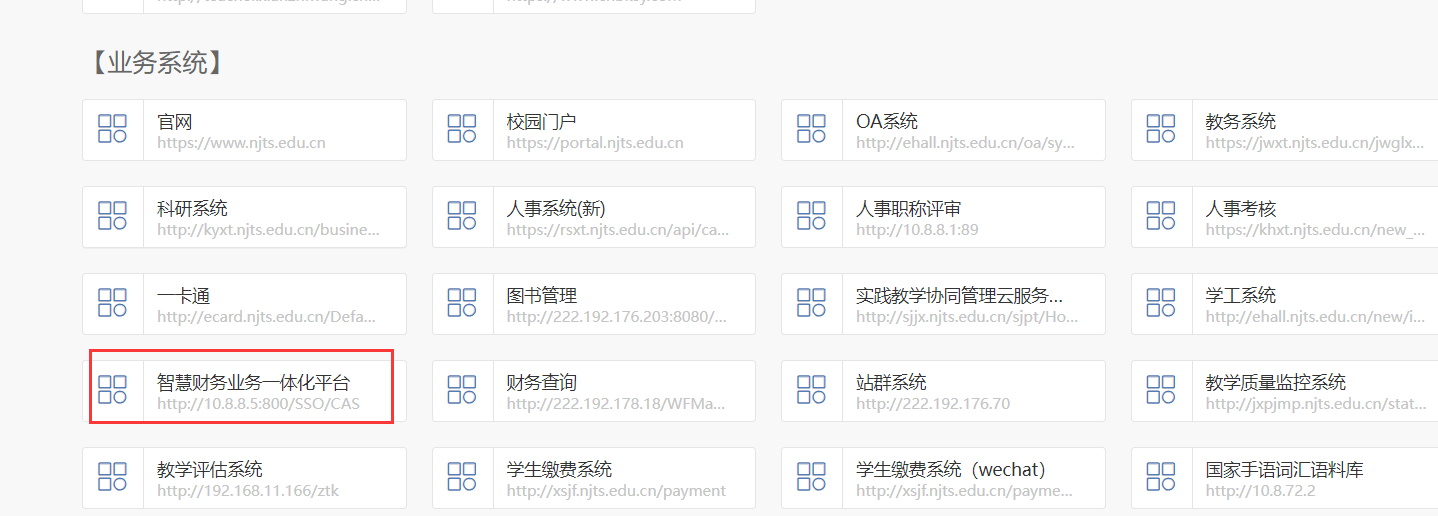 【业务系统】
官网
https://www.njts.edu.cn
校园门户
https://portal.njts.edu.cn
OA系统
http://ehall.njts.edu.cn/oa/sy...
教务系统
https://jwxt.njts.edu.cn/jwglx...
科研系统
http://kyxt.njts.edu.cn/busine...
人事系统(新)
https://rsxt.njts.edu.cn/api/ca...
人事职称评审
http://10.8.8.1:89
人事考核
https://khxt.njts.edu.cn/new_...
一卡通
http://ecard.njts.edu.cn/Defa...
图书管理
http://222.192.176.203:8080/...
实践教学协同管理云服务...
http://sjjx.njts.edu.cn/sjpt/Ho...
学工系统
http://ehall.njts.edu.cn/new/i...
智慧财务业务一体化平台
http://10.8.8.5:800/SSO/CAS
财务查询
http://222.192.178.18/WFMa...
站群系统
http://222.192.176.70
教学质量监控系统
http://jxpjmp.njts.edu.cn/stat...
教学评估系统
http://192.168.11.166/ztk
学生缴费系统
http://xsjf.njts.edu.cn/payment
学生缴费系统（wechat）
http://xsjf.njts.edu.cn/payme...
国家手语词汇语料库
http://10.8.72.2